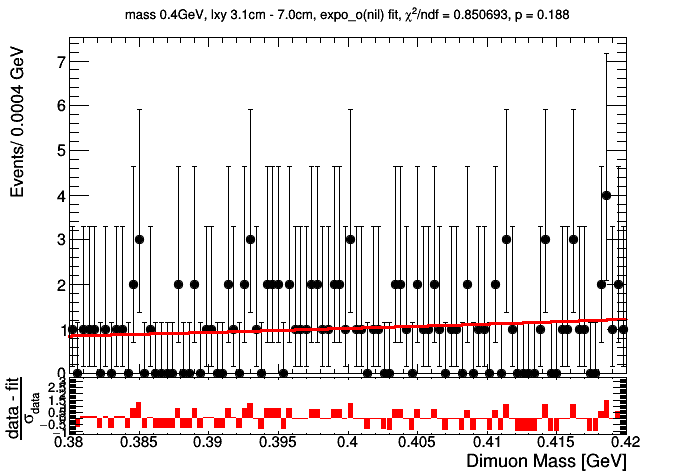 mass 0.4GeV, lxy 3.1cm - 7.0cm, expo_o(nil) fit, χ²/ndf = 0.850693, p = 0.188
Events/ 0.0004 GeV
7
6
5
4
3
2
1
0
data - fit
σdata
0.38 0.385 0.39 0.395 0.4 0.405 0.41 0.415 0.42
Dimuon Mass [GeV]